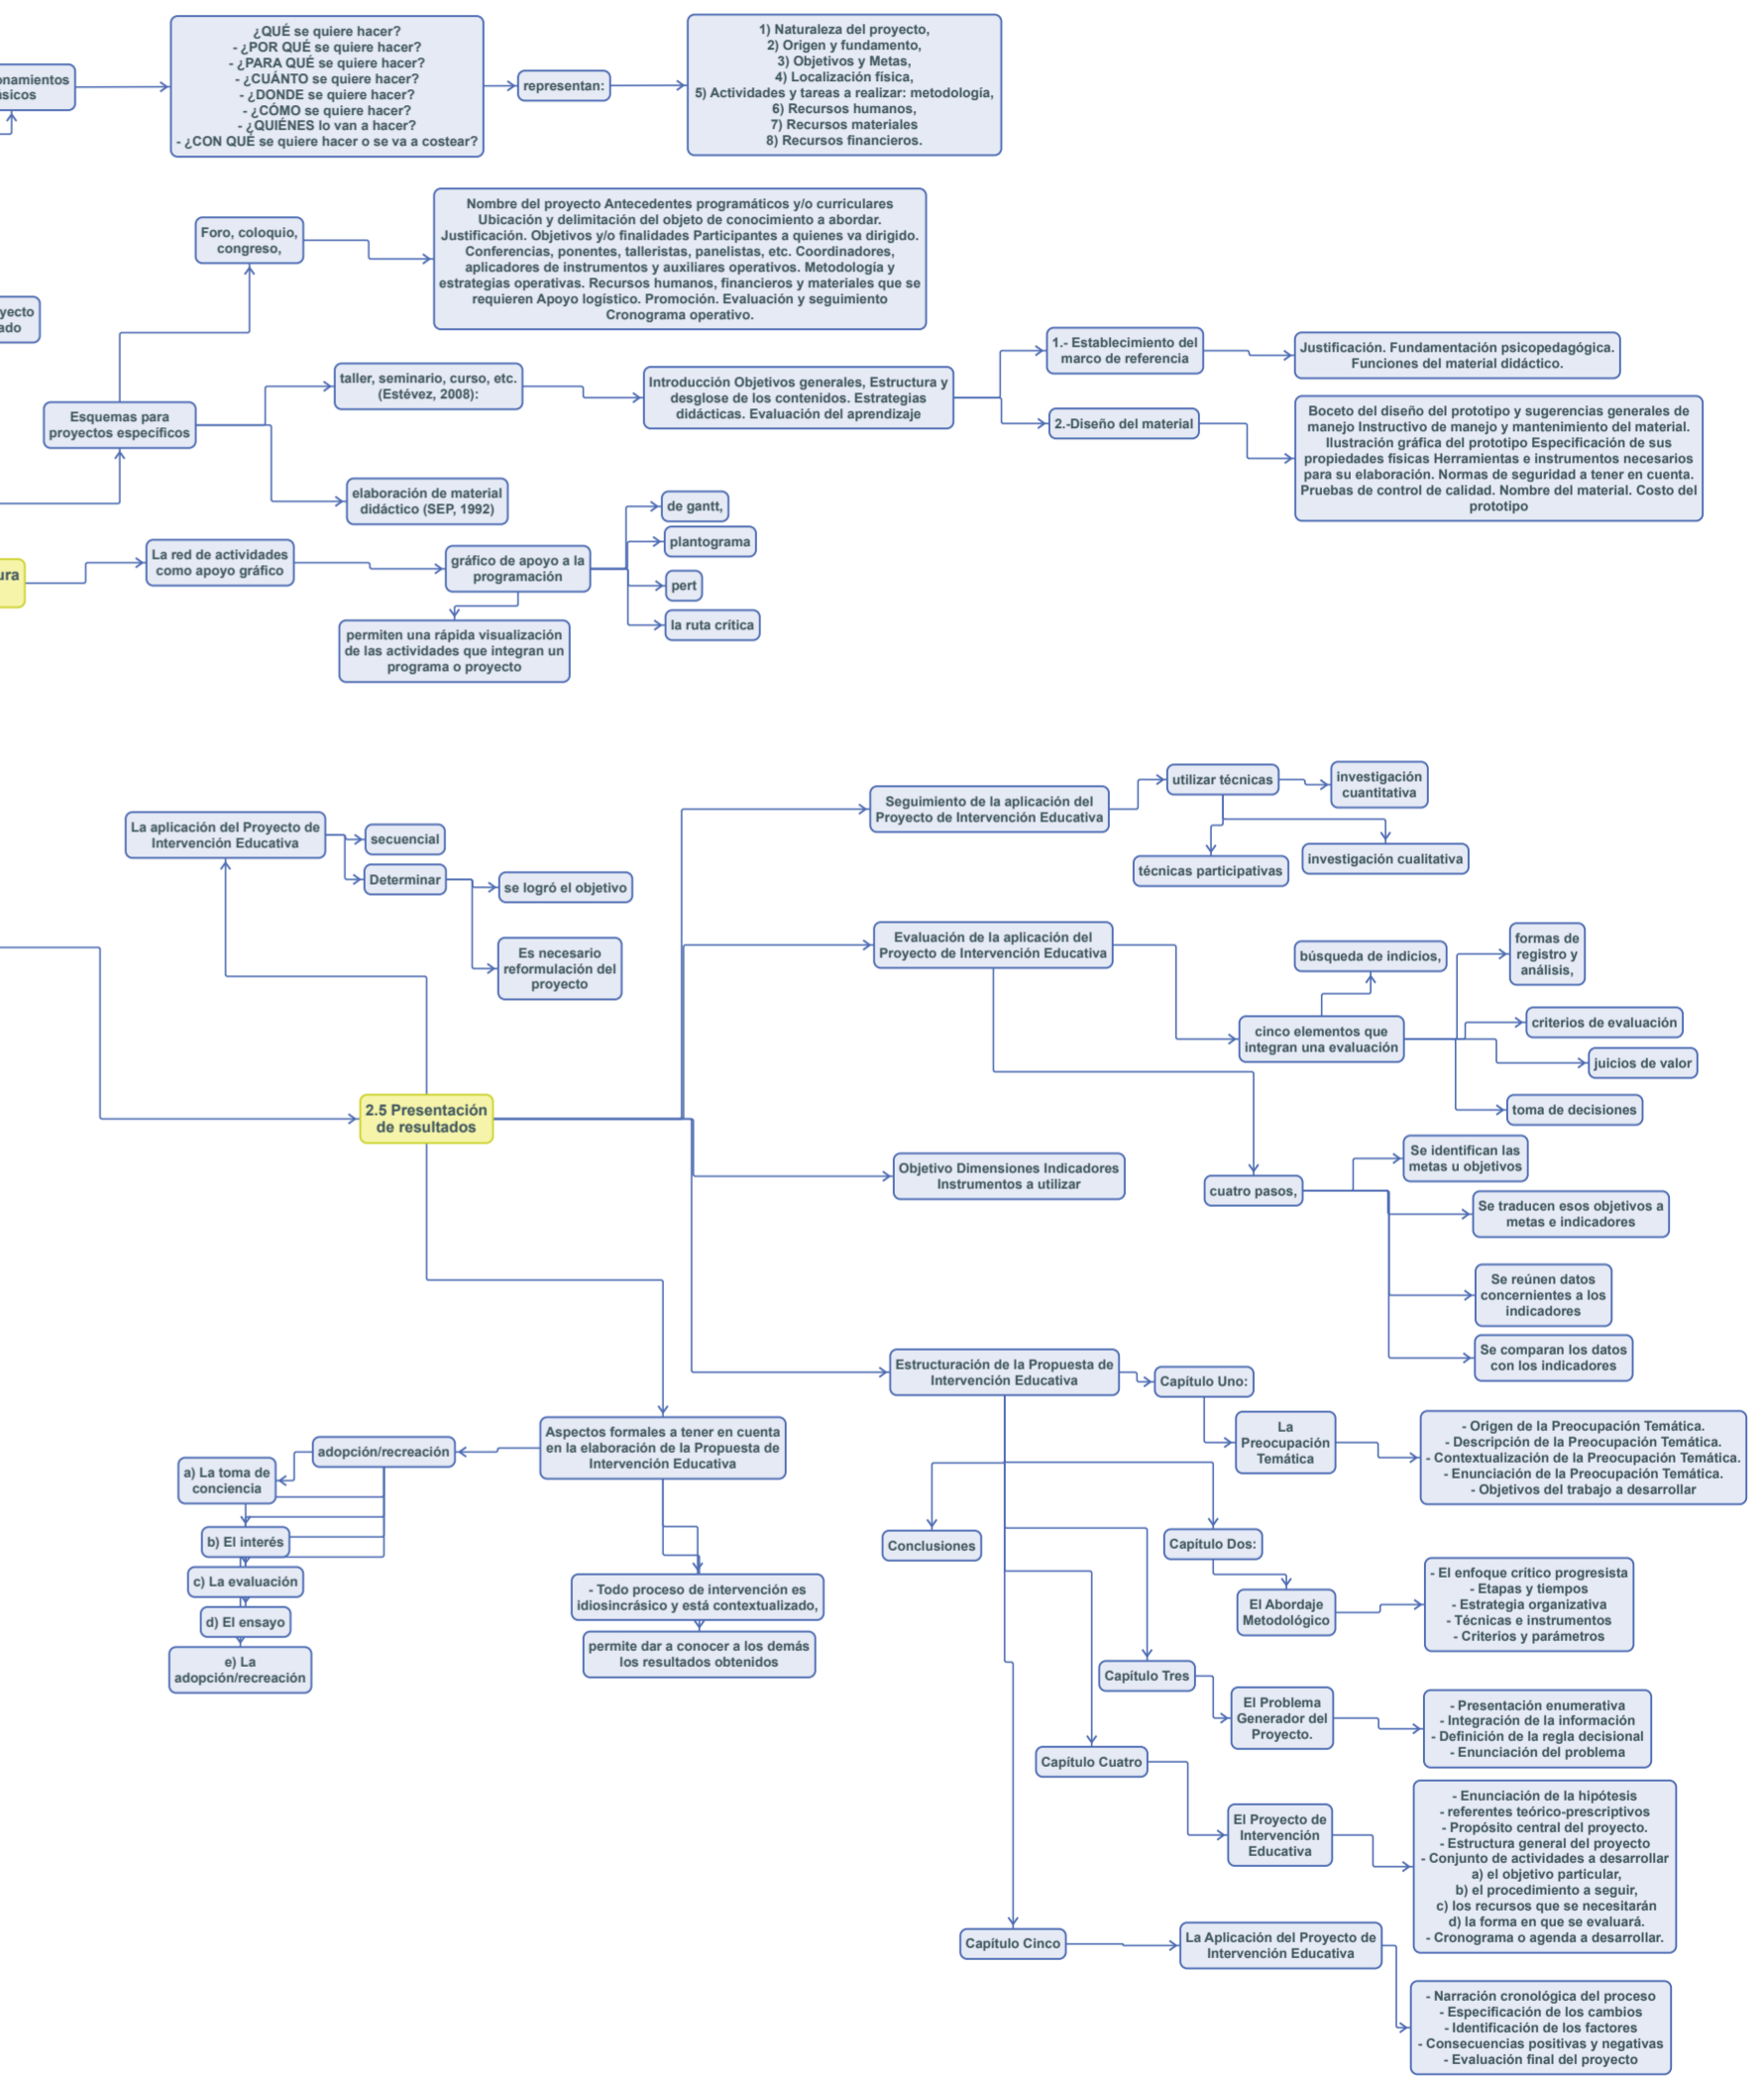 onamientos
ásicos
¿QUÉ se quiere hacer?
- ¿POR QUÉ se quiere hacer?
- ¿PARA QUÉ se quiere hacer?
- ¿CUÁNTO se quiere hacer?
- ¿DONDE se quiere hacer?
- ¿CÓMO se quiere hacer?
- ¿QUIÉNES lo van a hacer?
- ¿CON QUÉ se quiere hacer o se va a costear?
representan:
1) Naturaleza del proyecto,
2) Origen y fundamento,
3) Objetivos y Metas,
4) Localización física,
5) Actividades y tareas a realizar: metodología,
6) Recursos humanos,
7) Recursos materiales
8) Recursos financieros.
Foro, coloquio,
congreso,
Nombre del proyecto Antecedentes programáticos y/o curriculares
Ubicación y delimitación del objeto de conocimiento a abordar.
Justificación. Objetivos y/o finalidades Participantes a quienes va dirigido.
Conferencias, ponentes, talleristas, panelistas, etc. Coordinadores,
aplicadores de instrumentos y auxiliares operativos. Metodología y
estrategias operativas. Recursos humanos, financieros y materiales que se
requieren Apoyo logístico. Promoción. Evaluación y seguimiento
Cronograma operativo.
yecto
ado
Esquemas para
proyectos específicos
taller, seminario, curso, etc.
(Estévez, 2008):
Introducción Objetivos generales, Estructura y
desglose de los contenidos. Estrategias
didácticas. Evaluación del aprendizaje
1.- Establecimiento del
marco de referencia
Justificación. Fundamentación psicopedagógica.
Funciones del material didáctico.
2.-Diseño del material
Boceto del diseño del prototipo y sugerencias generales de
manejo Instructivo de manejo y mantenimiento del material.
Ilustración gráfica del prototipo Especificación de sus
propiedades físicas Herramientas e instrumentos necesarios
para su elaboración. Normas de seguridad a tener en cuenta.
Pruebas de control de calidad. Nombre del material. Costo del
prototipo
elaboración de material
didáctico (SEP, 1992)
ura
La red de actividades
como apoyo gráfico
gráfico de apoyo a la
programación
de gantt,
plantograma
pert
la ruta crítica
permiten una rápida visualización
de las actividades que integran un
programa o proyecto
La aplicación del Proyecto de
Intervención Educativa
secuencial
Determinar
se logró el objetivo
Es necesario
reformulación del
proyecto
2.5 Presentación
de resultados
Seguimiento de la aplicación del
Proyecto de Intervención Educativa
utilizar técnicas
investigación
cuantitativa
técnicas participativas
investigación cualitativa
Evaluación de la aplicación del
Proyecto de Intervención Educativa
búsqueda de indicios,
formas de
registro y
análisis,
cinco elementos que
integran una evaluación
criterios de evaluación
juicios de valor
toma de decisiones
Objetivo Dimensiones Indicadores
Instrumentos a utilizar
cuatro pasos,
Se identifican las
metas u objetivos
Se traducen esos objetivos a
metas e indicadores
Se reúnen datos
concernientes a los
indicadores
Se comparan los datos
con los indicadores
Estructuración de la Propuesta de
Intervención Educativa
Capítulo Uno:
La
Preocupación
Temática
- Origen de la Preocupación Temática.
- Descripción de la Preocupación Temática.
- Contextualización de la Preocupación Temática.
- Enunciación de la Preocupación Temática.
- Objetivos del trabajo a desarrollar
Aspectos formales a tener en cuenta
en la elaboración de la Propuesta de
Intervención Educativa
adopción/recreación
a) La toma de
conciencia
b) El interés
c) La evaluación
d) El ensayo
e) La
adopción/recreación
- Todo proceso de intervención es
idiosincrásico y está contextualizado,
permite dar a conocer a los demás
los resultados obtenidos
Conclusiones
Capítulo Dos:
El Abordaje
Metodológico
- El enfoque crítico progresista
- Etapas y tiempos
- Estrategia organizativa
- Técnicas e instrumentos
- Criterios y parámetros
Capítulo Tres
El Problema
Generador del
Proyecto.
- Presentación enumerativa
- Integración de la información
- Definición de la regla decisional
- Enunciación del problema
Capítulo Cuatro
El Proyecto de
Intervención
Educativa
- Enunciación de la hipótesis
- referentes teórico-prescriptivos
- Propósito central del proyecto.
- Estructura general del proyecto
- Conjunto de actividades a desarrollar
a) el objetivo particular,
b) el procedimiento a seguir,
c) los recursos que se necesitarán
d) la forma en que se evaluará.
- Cronograma o agenda a desarrollar.
Capítulo Cinco
La Aplicación del Proyecto de
Intervención Educativa
- Narración cronológica del proceso
- Especificación de los cambios
- Identificación de los factores
- Consecuencias positivas y negativas
- Evaluación final del proyecto